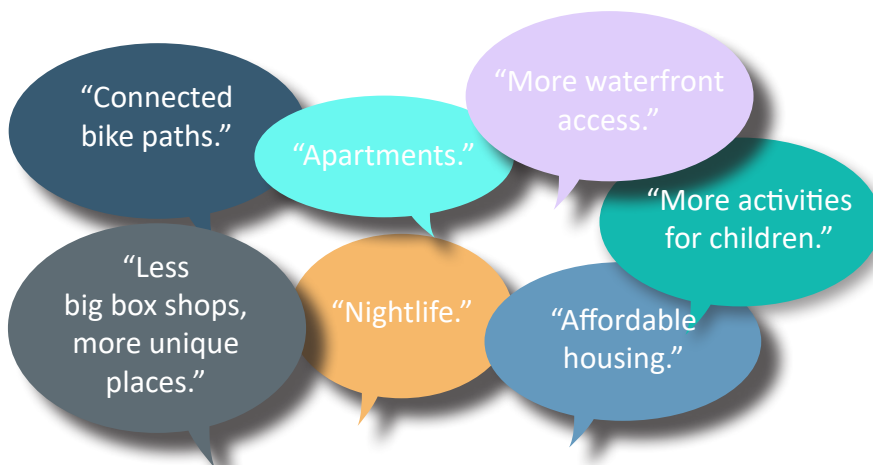 “Connected
bike paths.”
“Apartments.”
“More waterfront
access.”
“More activities
for children.”
“Less
big box shops,
more unique
places.”
“Nightlife.”
“Affordable
housing.”